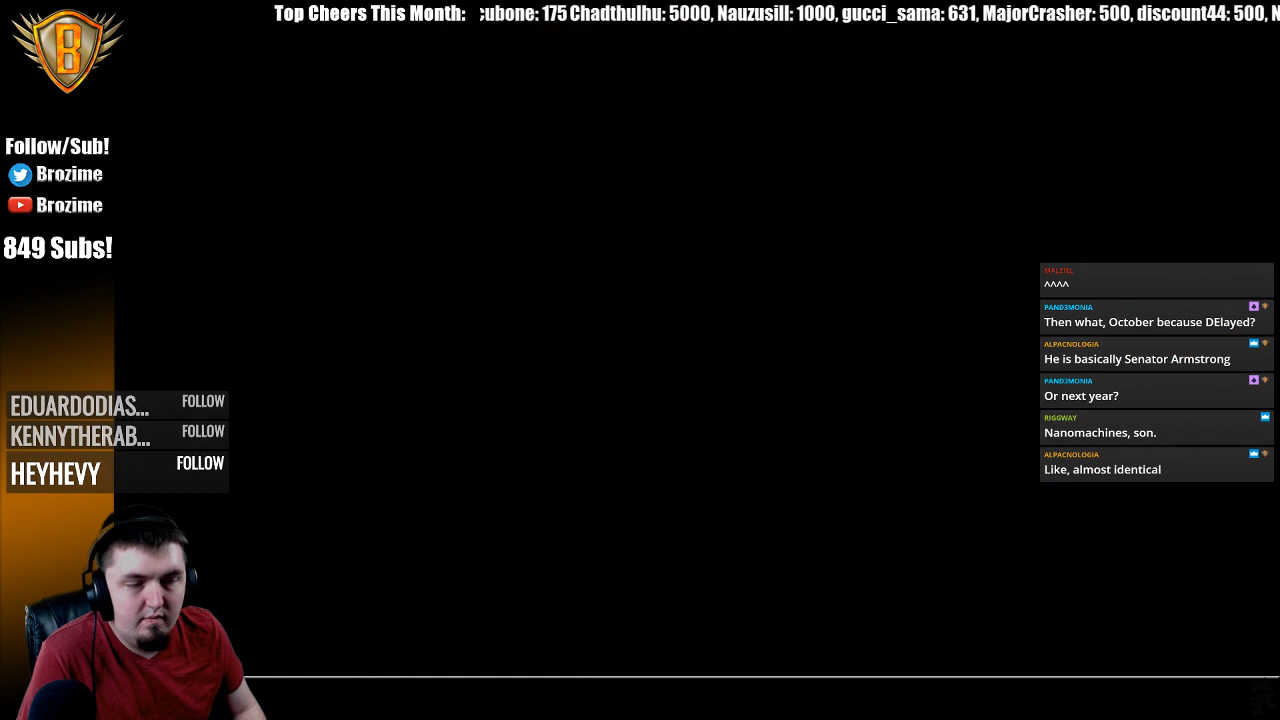 Top Cheers This Month: cubone: 175 Chadthulhu: 5000, Nauzusill: 1000, gucci_sama: 631, MajorCrasher: 500, discount44: 500, N
B
Follow/Sub!
Brozime
Brozime
849 Subs!
EDUARDODIAS... FOLLOW
KENNYTHERAB... FOLLOW
HEYHEVY FOLLOW
MALZIEL
^^^^
PAND3MONIA
Then what, October because DElayed?
ALPACNOLOGIA
He is basically Senator Armstrong
PAND3MONIA
Or next year?
RIGGWAY
Nanomachines, son.
ALPACNOLOGIA
Like, almost identical